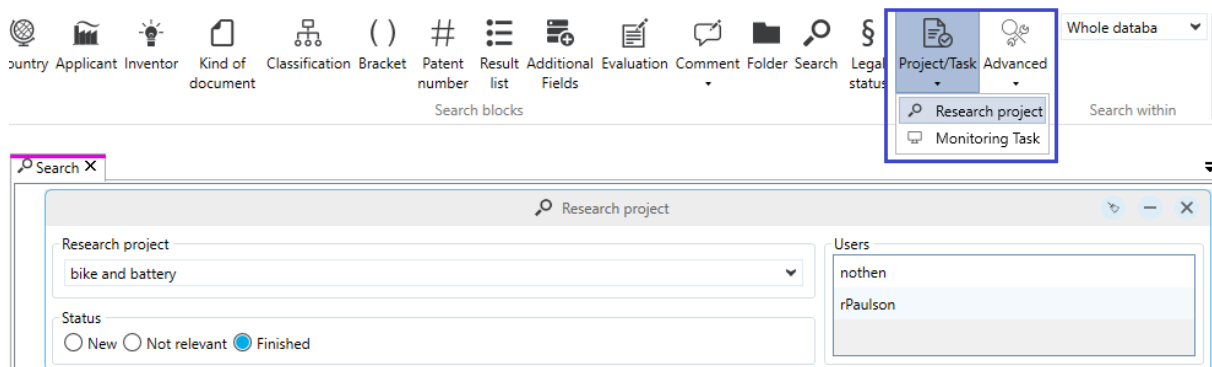 ountry Applicant Inventor Kind of document Classification Bracket Patent number Result list Additional Fields Evaluation Comment Folder Search Legal status Project/Task Advanced
Whole databa
Search blocks
Search within
Research project
Monitoring Task
Search
Research project
Research project
bike and battery
Users
nothen
rPaulson
Status
New Not relevant Finished